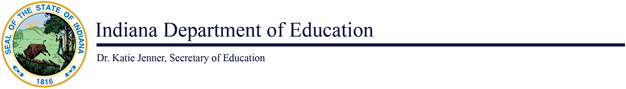 SEAL OF THE STATE OF INDIANA
1816
Indiana Department of Education
Dr. Katie Jenner, Secretary of Education